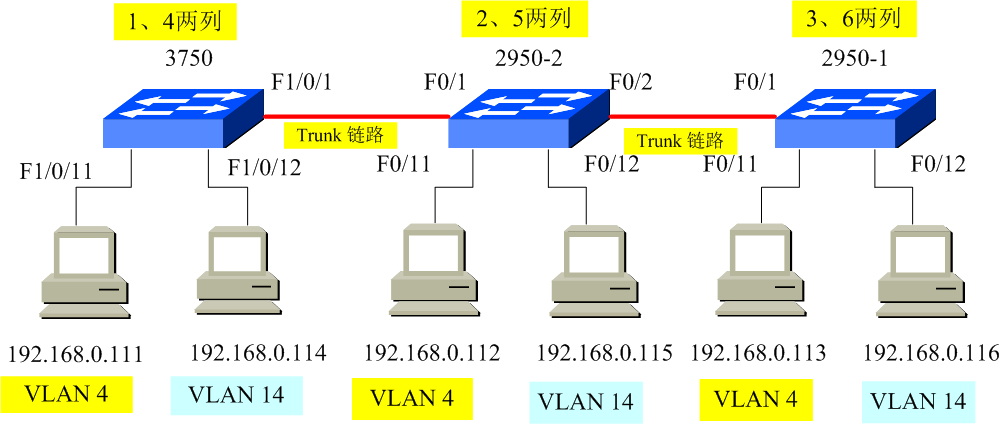 1、4两列
2、5两列
3、6两列
3750
2950-2
2950-1
F1/0/1
F0/1
F0/2
F0/1
Trunk 链路
Trunk 链路
F1/0/11
F1/0/12
F0/11
F0/12
F0/11
F0/12
192.168.0.111
192.168.0.114
192.168.0.112
192.168.0.115
192.168.0.113
192.168.0.116
VLAN 4
VLAN 14
VLAN 4
VLAN 14
VLAN 4
VLAN 14